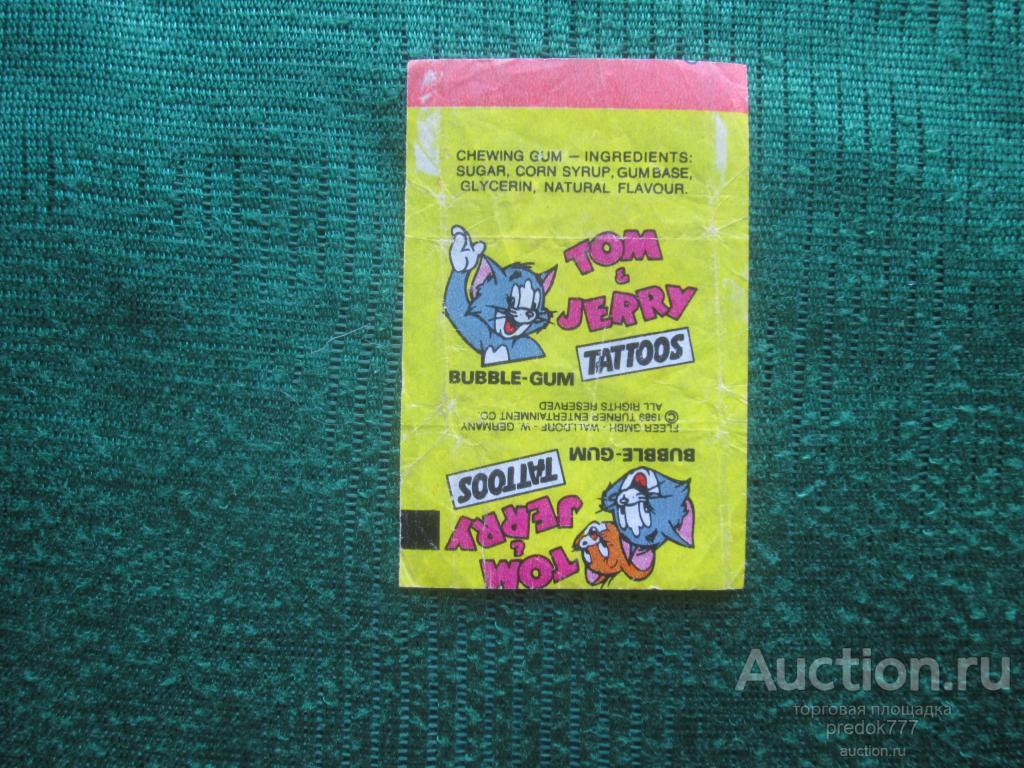 CHEWING GUM – INGREDIENTS:
SUGAR, CORN SYRUP, GUM BASE,
GLYCERIN, NATURAL FLAVOUR.
TOM
&
JERRY
TATTOOS
BUBBLE-GUM
FLEER GMBH - WALLDORF - W. GERMANY
© 1989 TURNER ENTERTAINMENT CO.
ALL RIGHTS RESERVED
TOM
&
JERRY
TATTOOS
BUBBLE-GUM
Auction.ru
торговая площадка
predok777
auction.ru